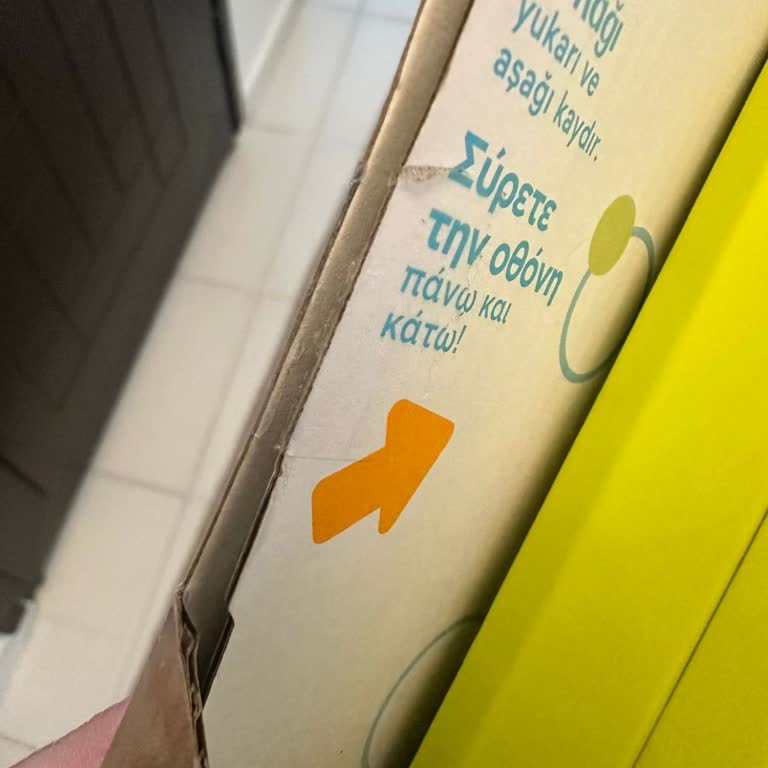 yukarı ve
aşağı kaydır.
Σύρετε
την οθόνη
πάνω και
κάτω!